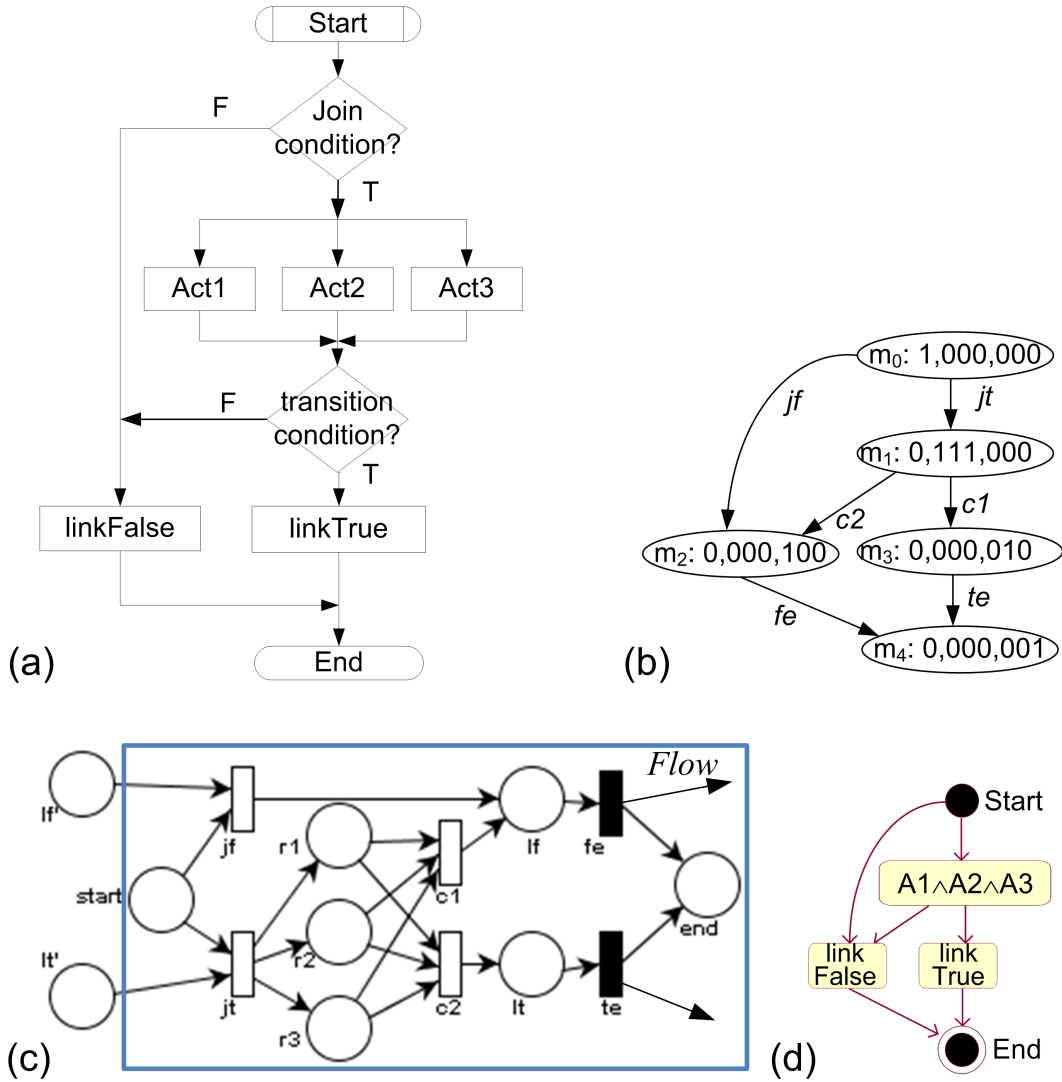 Start
F
Join
condition?
T
Act1
Act2
Act3
F
transition
condition?
T
linkFalse
linkTrue
End
(a)
m₀: 1,000,000
jf
jt
m₁: 0,111,000
c2
c1
m₂: 0,000,100
m₃: 0,000,010
fe
te
m₄: 0,000,001
(b)
lf'
start
lt'
jf
jt
r1
r2
r3
c1
c2
lf
lt
fe
te
Flow
end
(c)
Start
A1∧A2∧A3
link
False
link
True
End
(d)